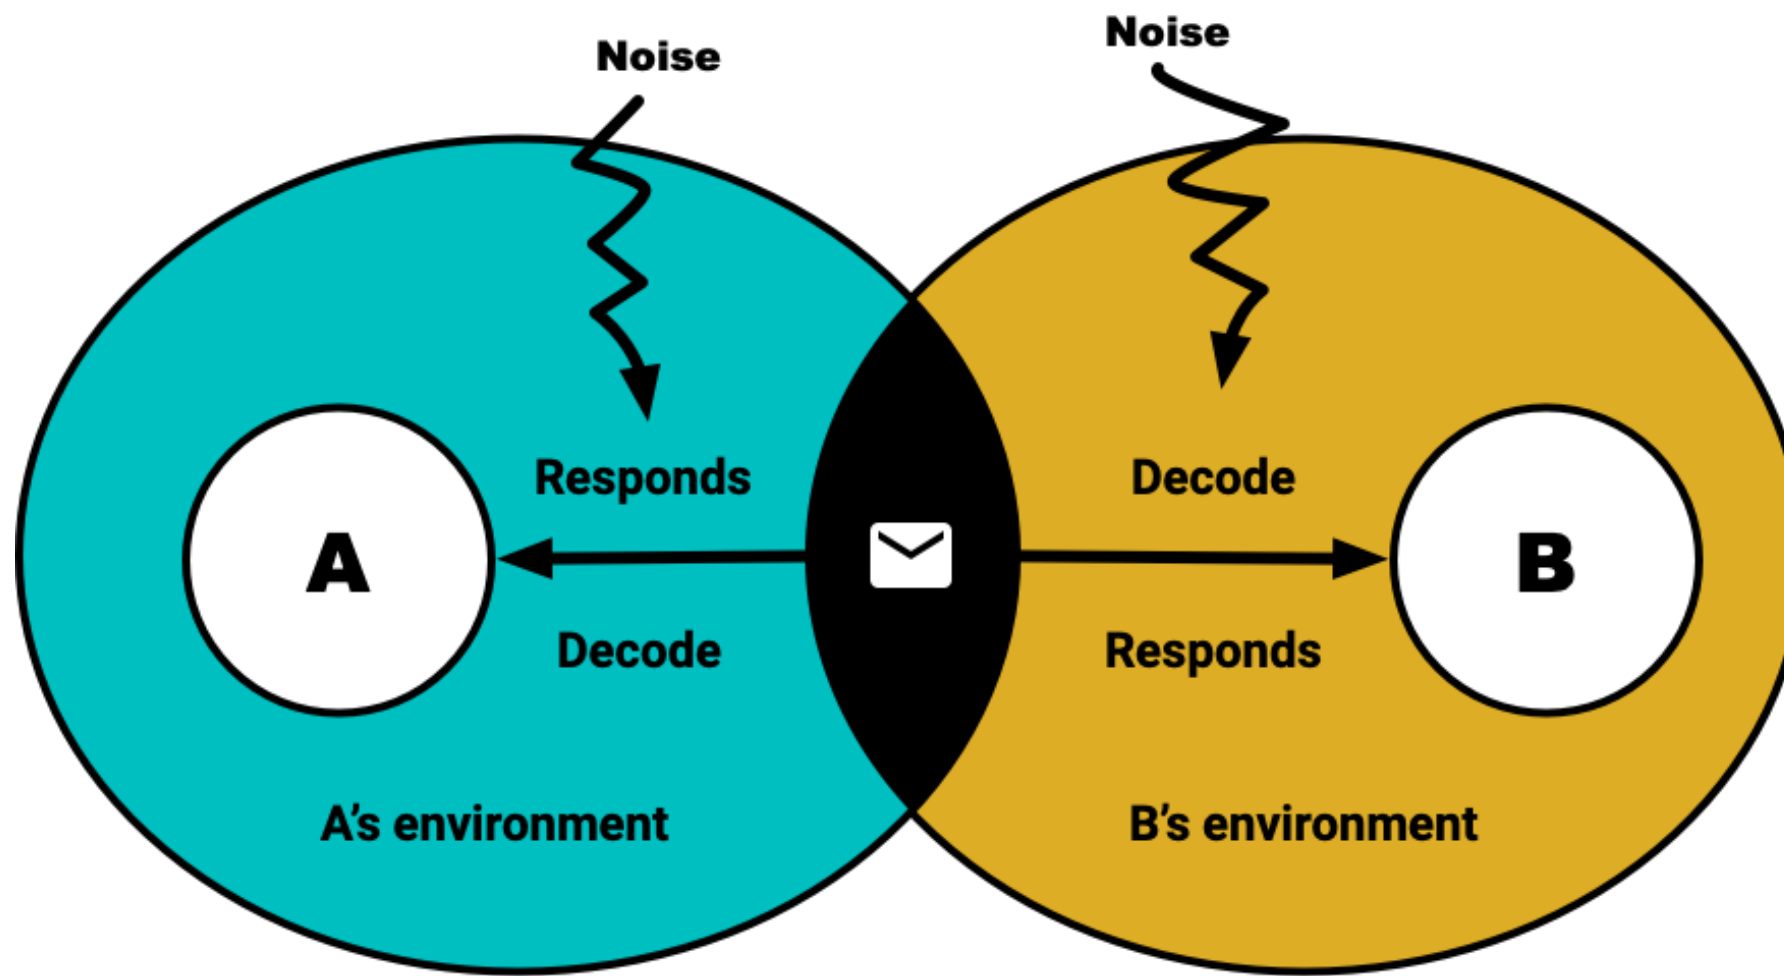 Noise
Noise
Responds
Decode
A
B
Decode
Responds
A's environment
B's environment